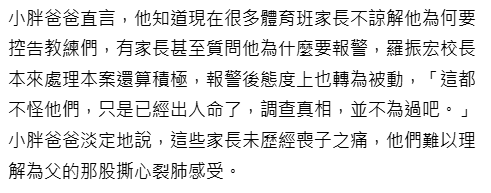 小胖爸爸直言，他知道現在很多體育班家長不諒解他為何要
控告教練們，有家長甚至質問他為什麼要報警，羅振宏校長
本來處理本案還算積極，報警後態度上也轉為被動，「這都
不怪他們，只是已經出人命了，調查真相，並不為過吧。」
小胖爸爸淡定地說，這些家長未歷經喪子之痛，他們難以理
解為父的那股撕心裂肺感受。